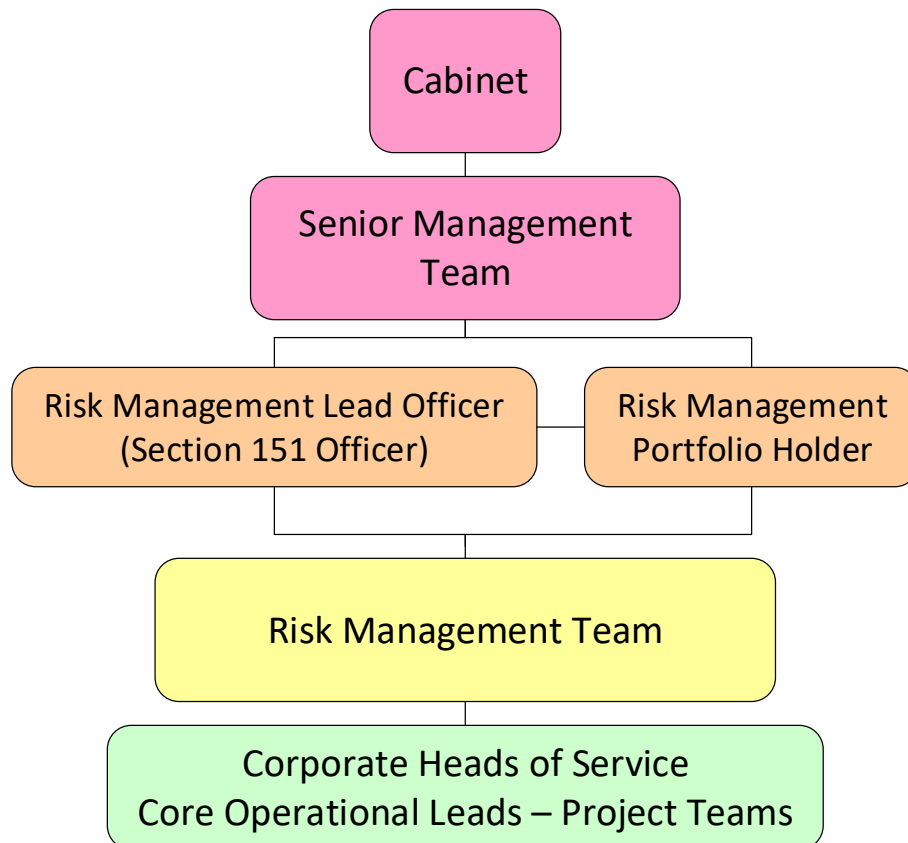 Cabinet
Senior Management
Team
Risk Management Lead Officer
(Section 151 Officer)
Risk Management
Portfolio Holder
Risk Management Team
Corporate Heads of Service
Core Operational Leads – Project Teams